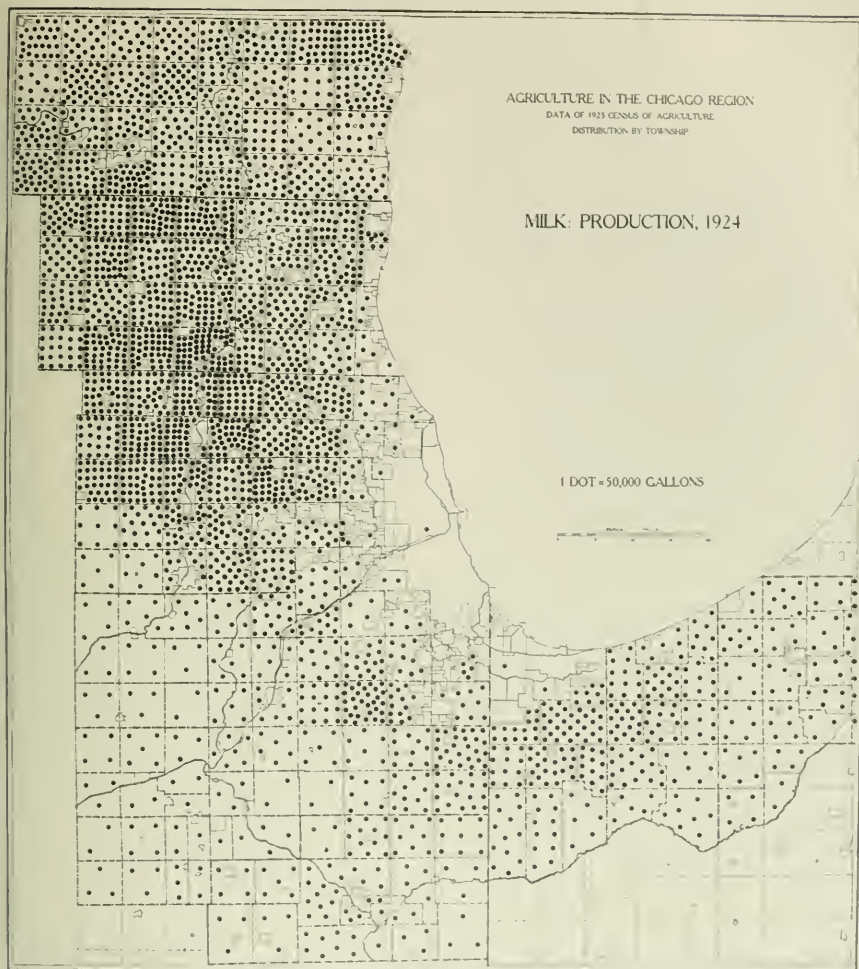 AGRICULTURE IN THE CHICAGO REGION
DATA OF 1925 CENSUS OF AGRICULTURE
DISTRIBUTION BY TOWNSHIP
MILK: PRODUCTION, 1924
1 DOT = 50,000 GALLONS